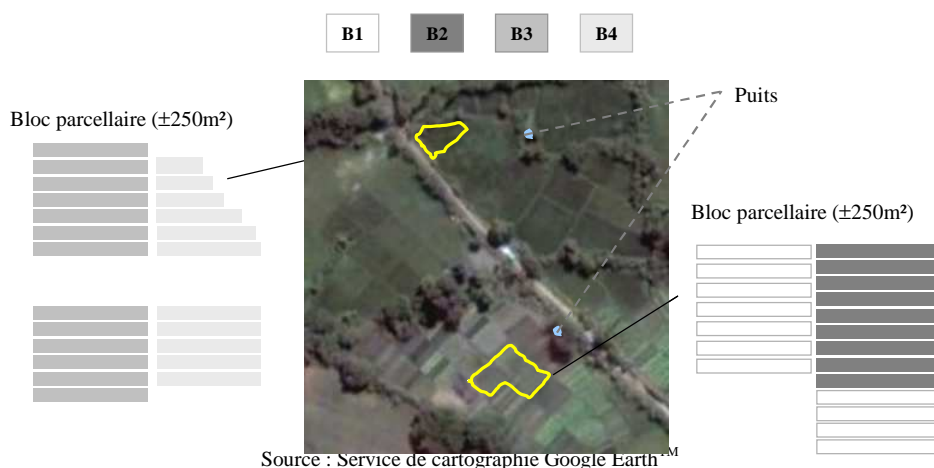 B1 B2 B3 B4
Puits
Bloc parcellaire (±250m²)
Bloc parcellaire (±250m²)
Source : Service de cartographie Google Earth™